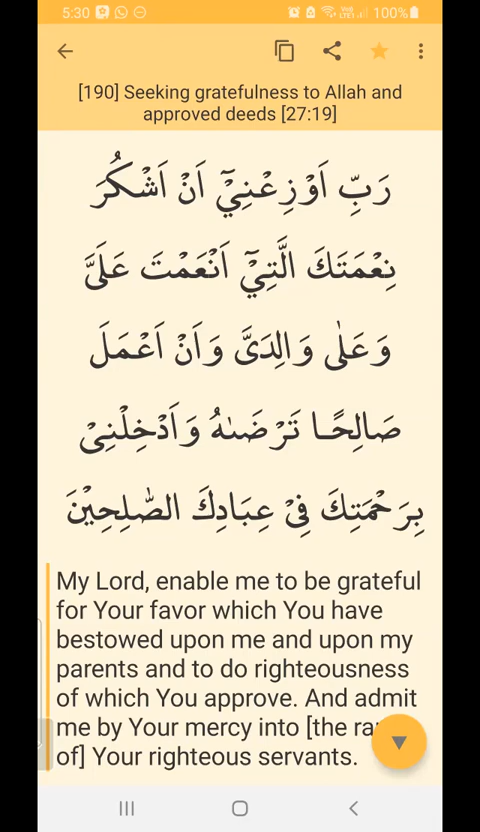 5:30 100%
[190] Seeking gratefulness to Allah and
approved deeds [27:19]
رَبِّ اَوْزِعْنِيْٓ اَنْ اَشْكُرَ
نِعْمَتَكَ الَّتِيْٓ اَنْعَمْتَ عَلَيَّ
وَعَلٰى وَالِدَيَّ وَاَنْ اَعْمَلَ
صَالِحًا تَرْضٰىهُ وَاَدْخِلْنِيْ
بِرَحْمَتِكَ فِيْ عِبَادِكَ الصّٰلِحِيْنَ
My Lord, enable me to be grateful
for Your favor which You have
bestowed upon me and upon my
parents and to do righteousness
of which You approve. And admit
me by Your mercy into [the
of] Your righteous servants.